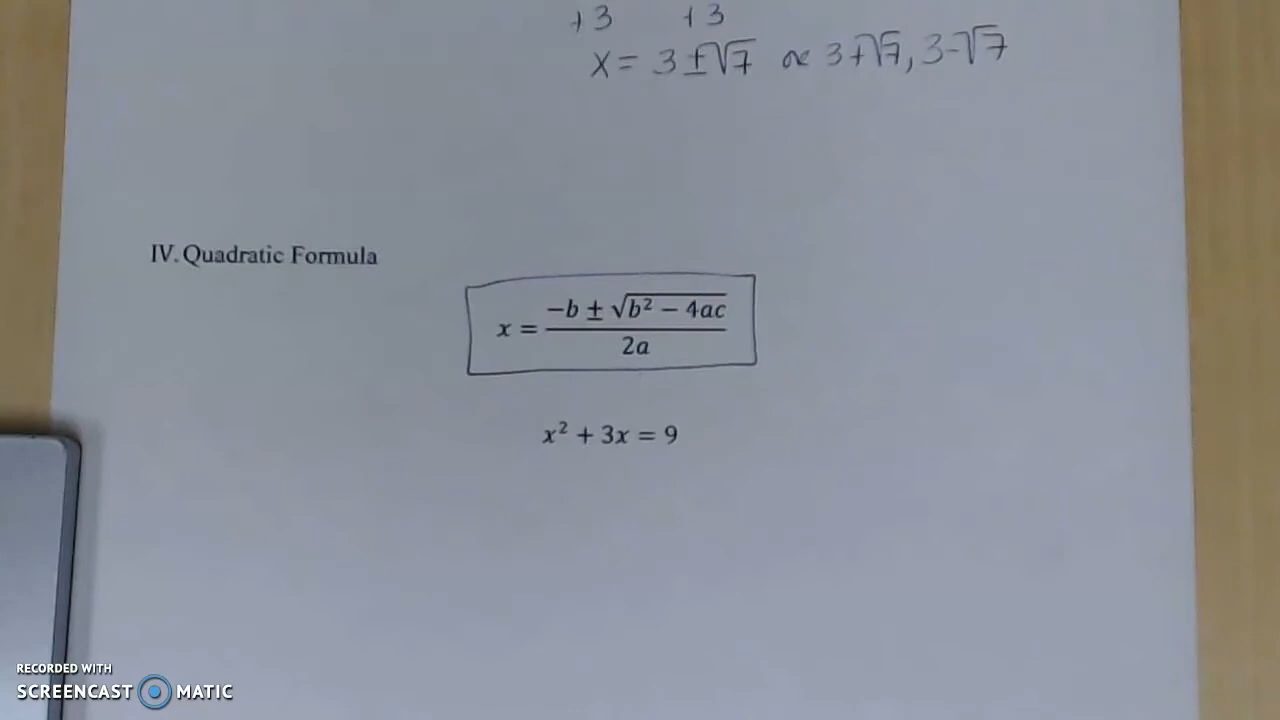 +3 +3
x = 3 ± √7 or 3+√7, 3-√7
IV. Quadratic Formula
x = (-b ± √(b² − 4ac)) / 2a
x² + 3x = 9
RECORDED WITH
SCREENCAST MATIC